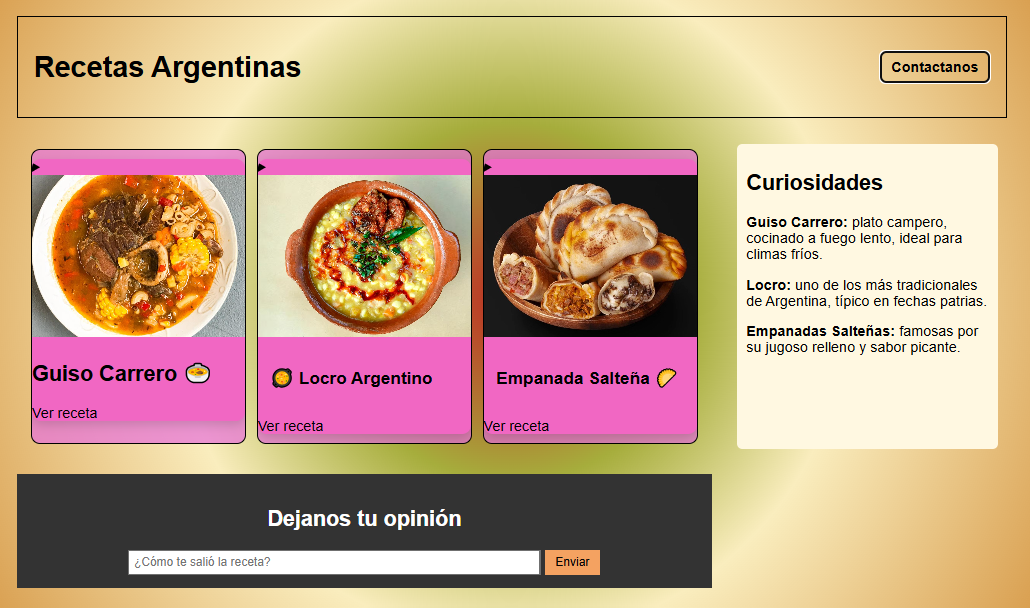 Recetas Argentinas
Contactanos
Guiso Carrero 🍲
Ver receta
Locro Argentino
Ver receta
Empanada Salteña
Ver receta
Curiosidades
Guiso Carrero: plato campero,
cocinado a fuego lento, ideal para
climas fríos.
Locro: uno de los más tradicionales
de Argentina, típico en fechas patrias.
Empanadas Salteñas: famosas por
su jugoso relleno y sabor picante.
Dejanos tu opinión
¿Cómo te salió la receta?
Enviar